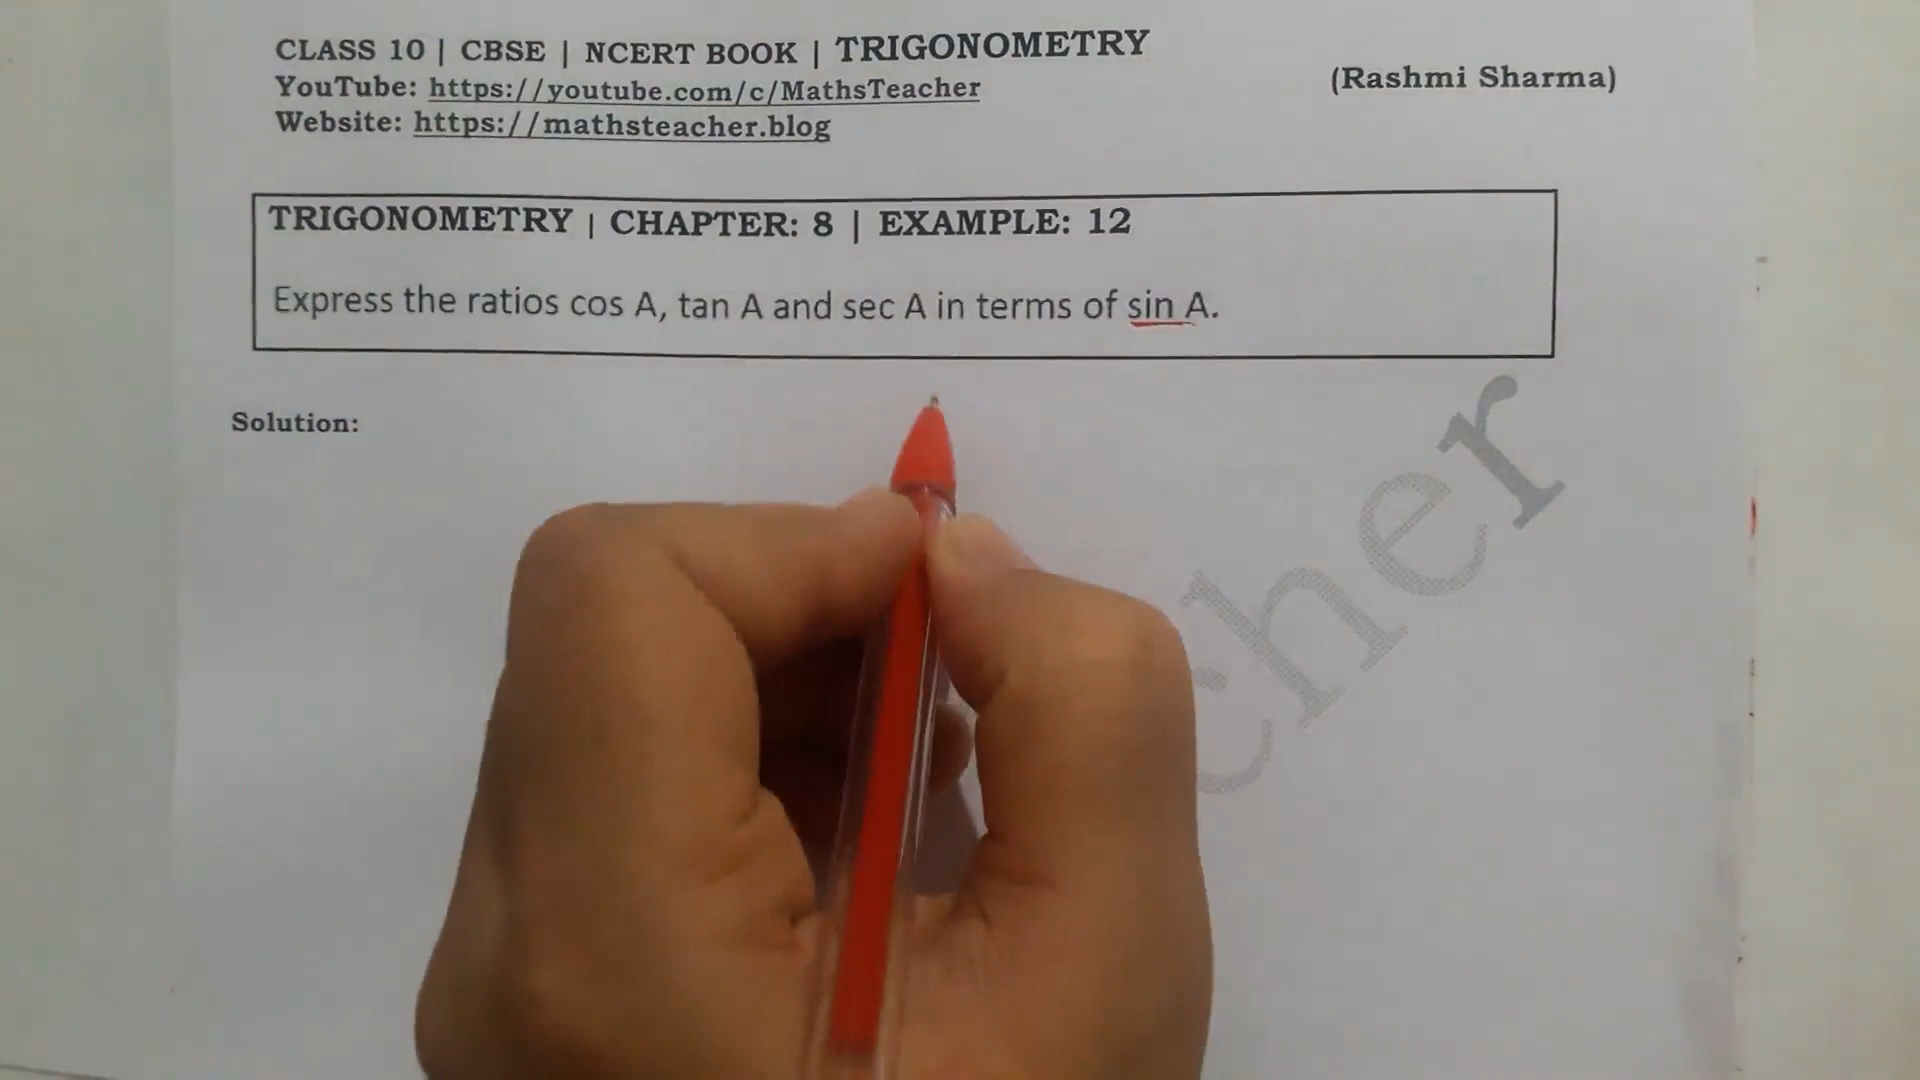 CLASS 10 | CBSE | NCERT BOOK | TRIGONOMETRY
YouTube: https://youtube.com/c/MathsTeacher
(Rashmi Sharma)
Website: https://mathsteacher.blog
TRIGONOMETRY | CHAPTER: 8 | EXAMPLE: 12
Express the ratios cos A, tan A and sec A in terms of sin A.
Solution:
cher